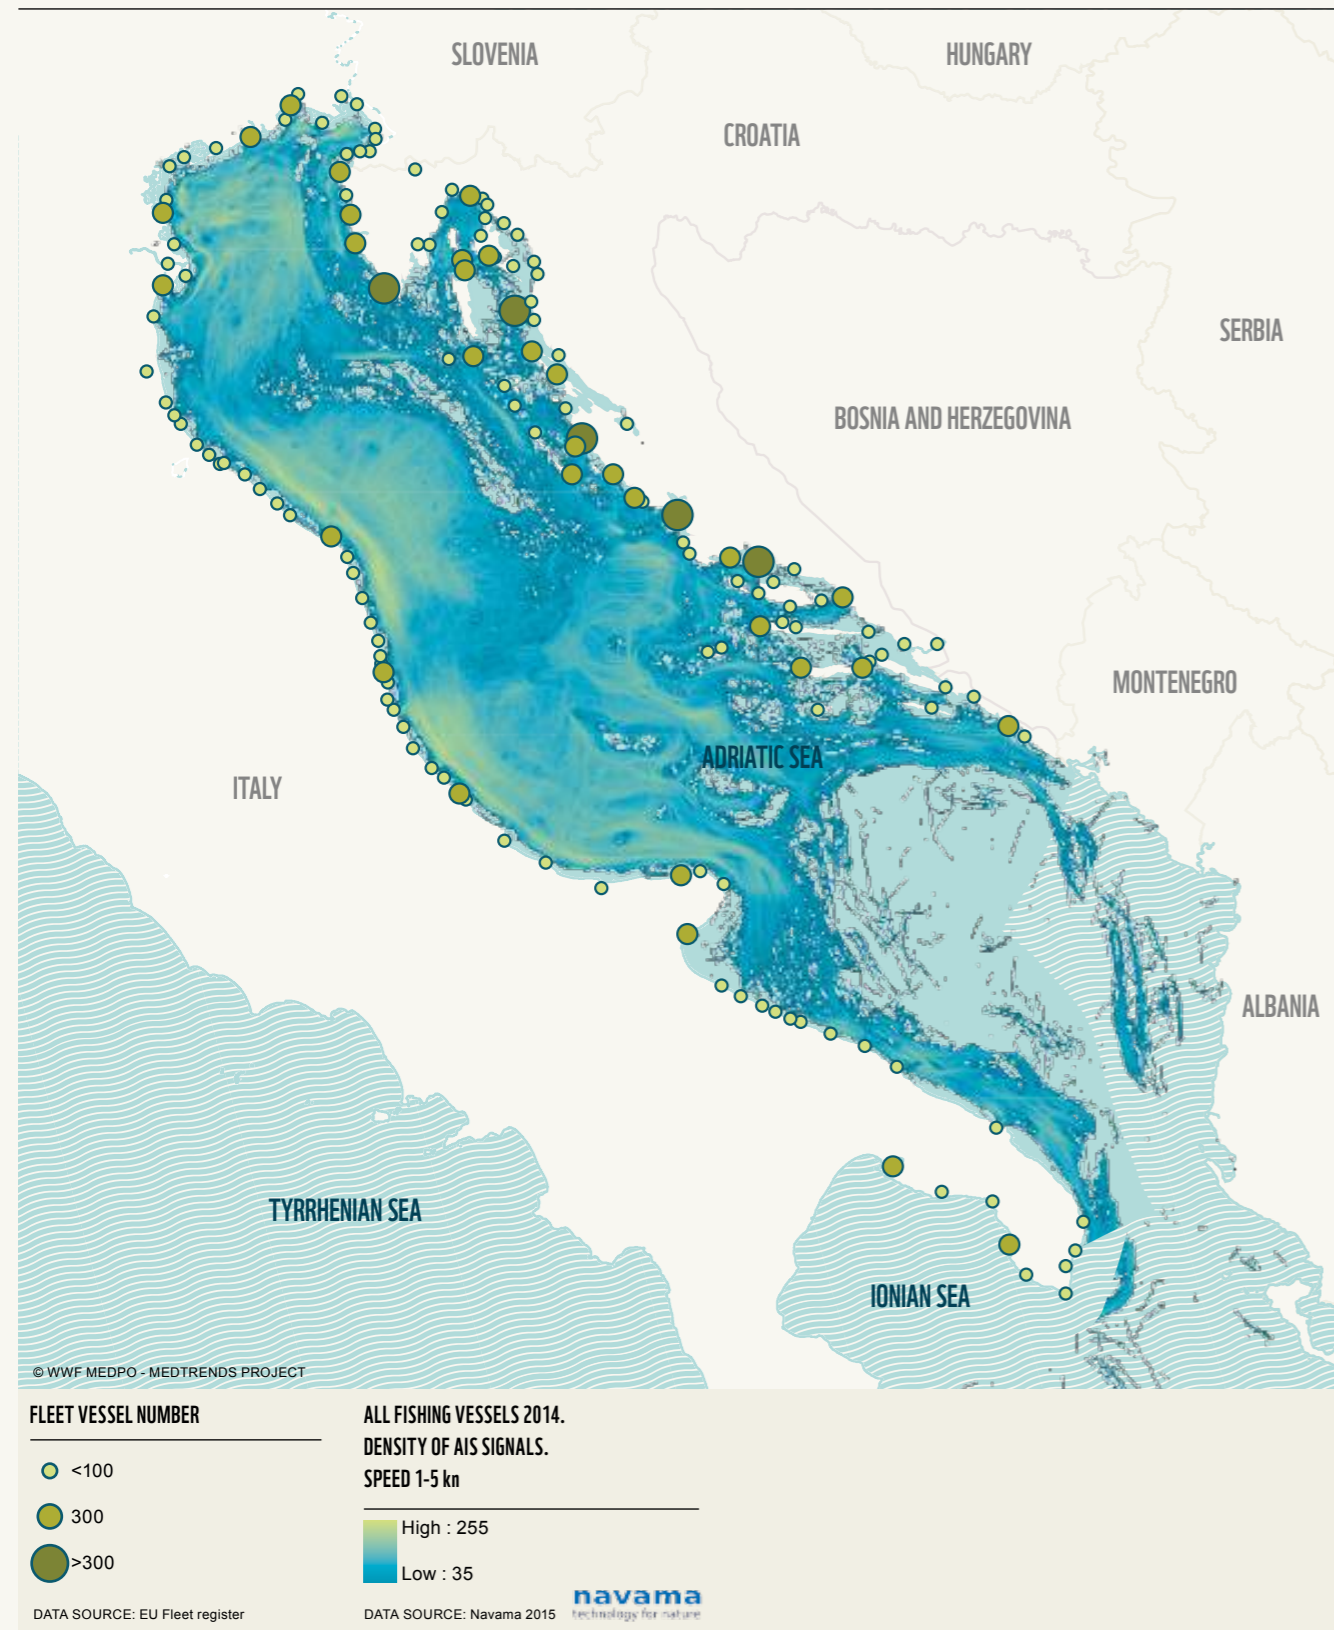 SLOVENIA
HUNGARY
CROATIA
SERBIA
BOSNIA AND HERZEGOVINA
MONTENEGRO
ADRIATIC SEA
ITALY
ALBANIA
TYRRHENIAN SEA
IONIAN SEA
© WWF MEDPO - MEDTRENDS PROJECT
FLEET VESSEL NUMBER
<100
300
>300
DATA SOURCE: EU Fleet register
ALL FISHING VESSELS 2014.
DENSITY OF AIS SIGNALS.
SPEED 1-5 kn
High : 255
Low : 35
DATA SOURCE: Navama 2015
navama
technology for nature